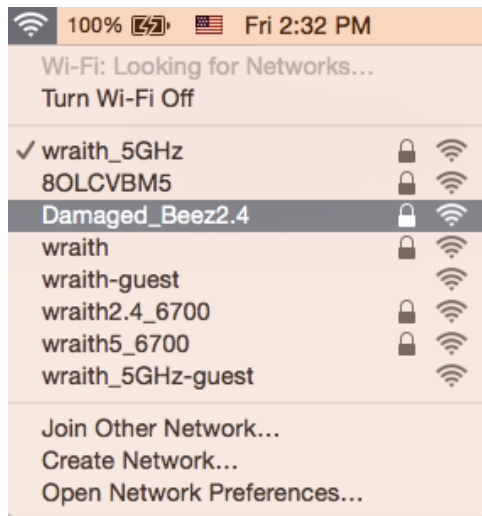 100% Fri 2:32 PM
Wi-Fi: Looking for Networks...
Turn Wi-Fi Off
wraith_5GHz
8OLCVBM5
Damaged_Beez2.4
wraith
wraith-guest
wraith2.4_6700
wraith5_6700
wraith_5GHz-guest
Join Other Network...
Create Network...
Open Network Preferences...